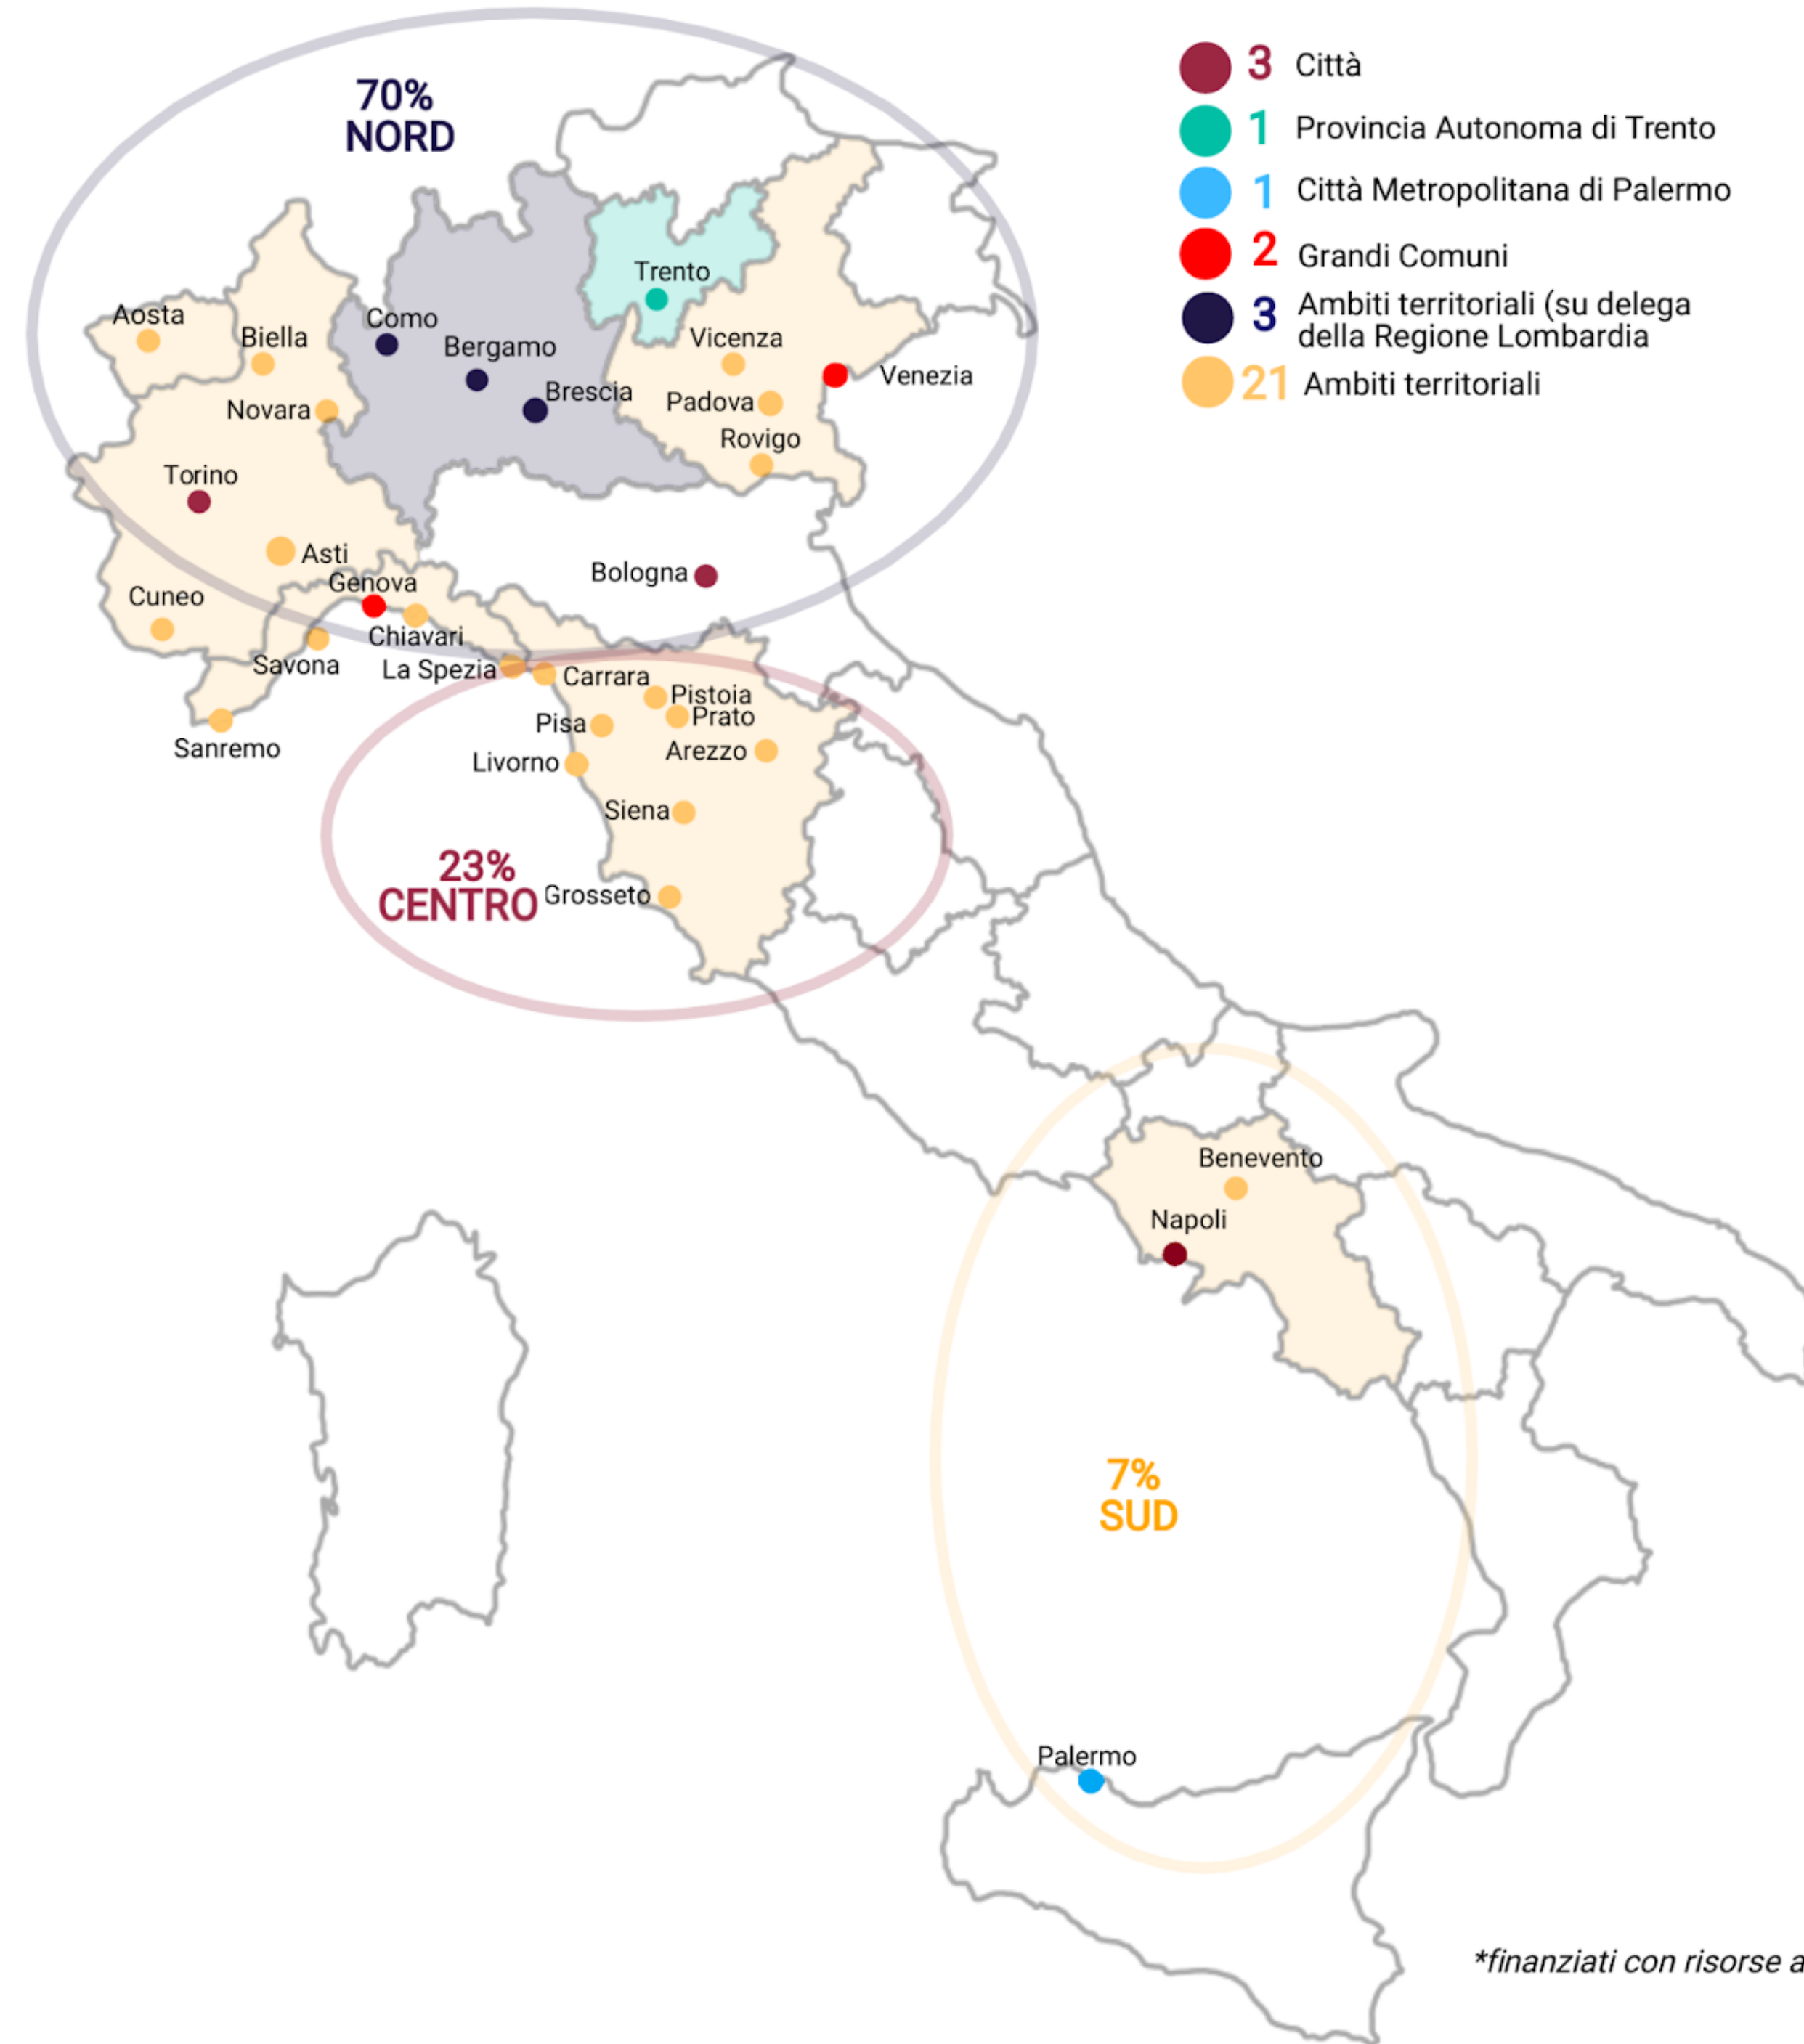 3 Città
1 Provincia Autonoma di Trento
1 Città Metropolitana di Palermo
2 Grandi Comuni
3 Ambiti territoriali (su delega
della Regione Lombardia
21 Ambiti territoriali
70%
NORD
Trento
Aosta
Como
Biella
Bergamo
Vicenza
Venezia
Brescia
Padova
Novara
Rovigo
Torino
Asti
Bologna
Genova
Cuneo
Chiavari
Savona
La Spezia
Carrara
Pistoia
Prato
Pisa
Sanremo
Arezzo
Livorno
Siena
23%
CENTRO
Grosseto
Benevento
Napoli
7%
SUD
Palermo
*finanziati con risorse a